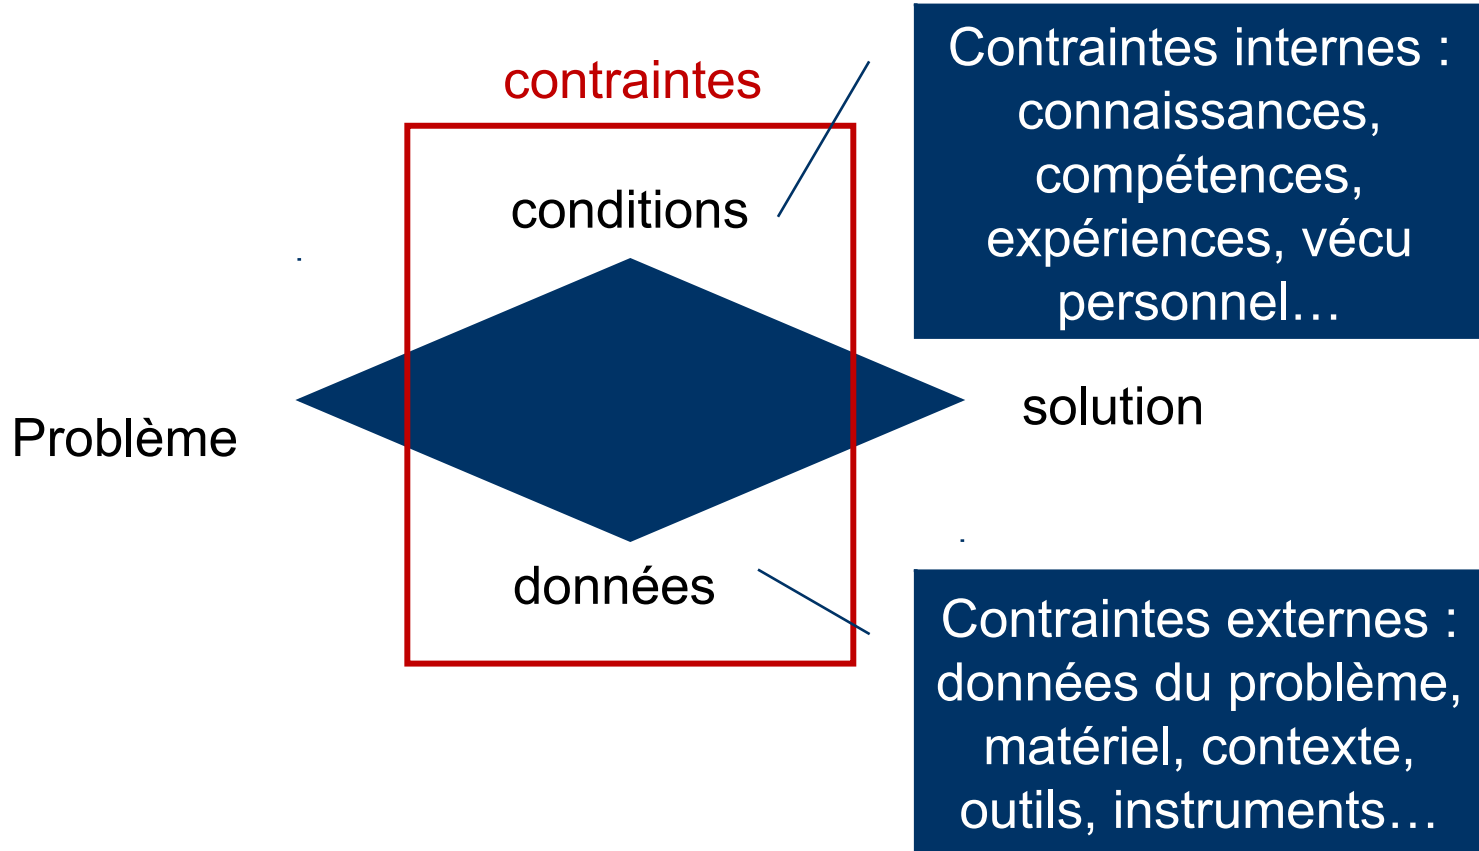 contraintes
conditions
Problème
données
solution
Contraintes internes :
connaissances,
compétences,
expériences, vécu
personnel…
Contraintes externes :
données du problème,
matériel, contexte,
outils, instruments…